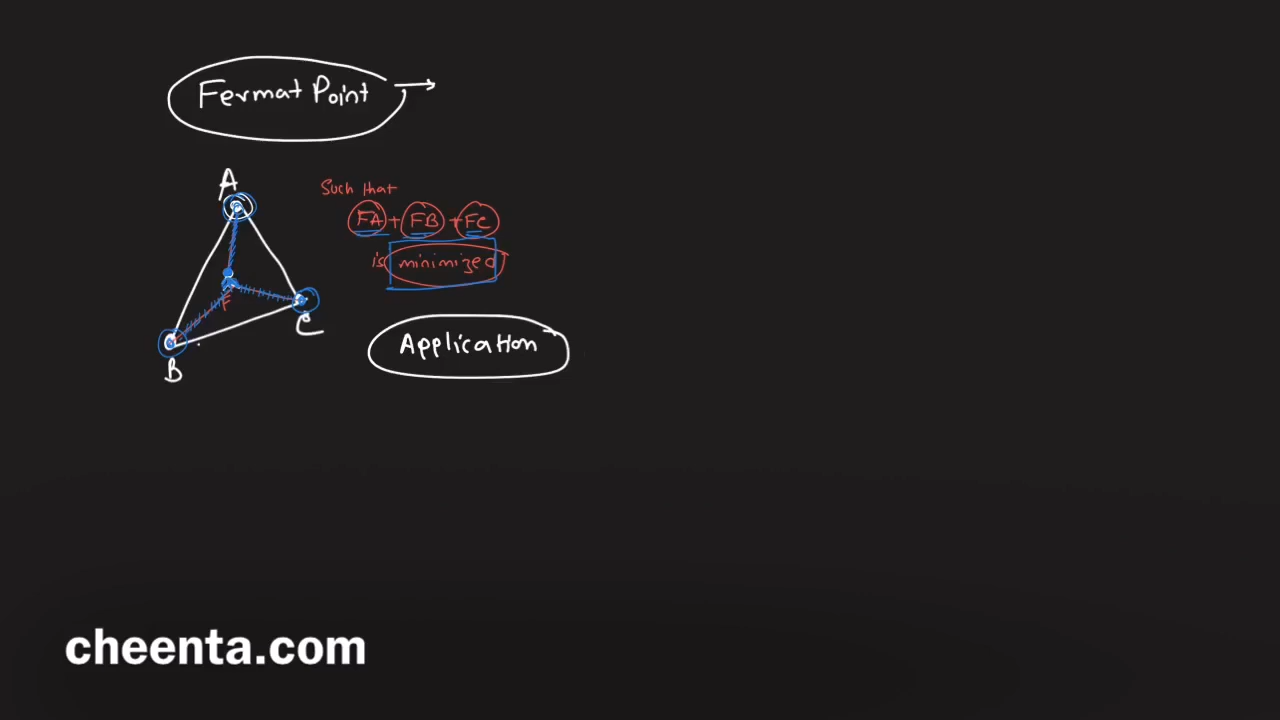 Fermat Point
A
Such that
FA + FB + FC
is minimized
F
C
Application
B
cheenta.com